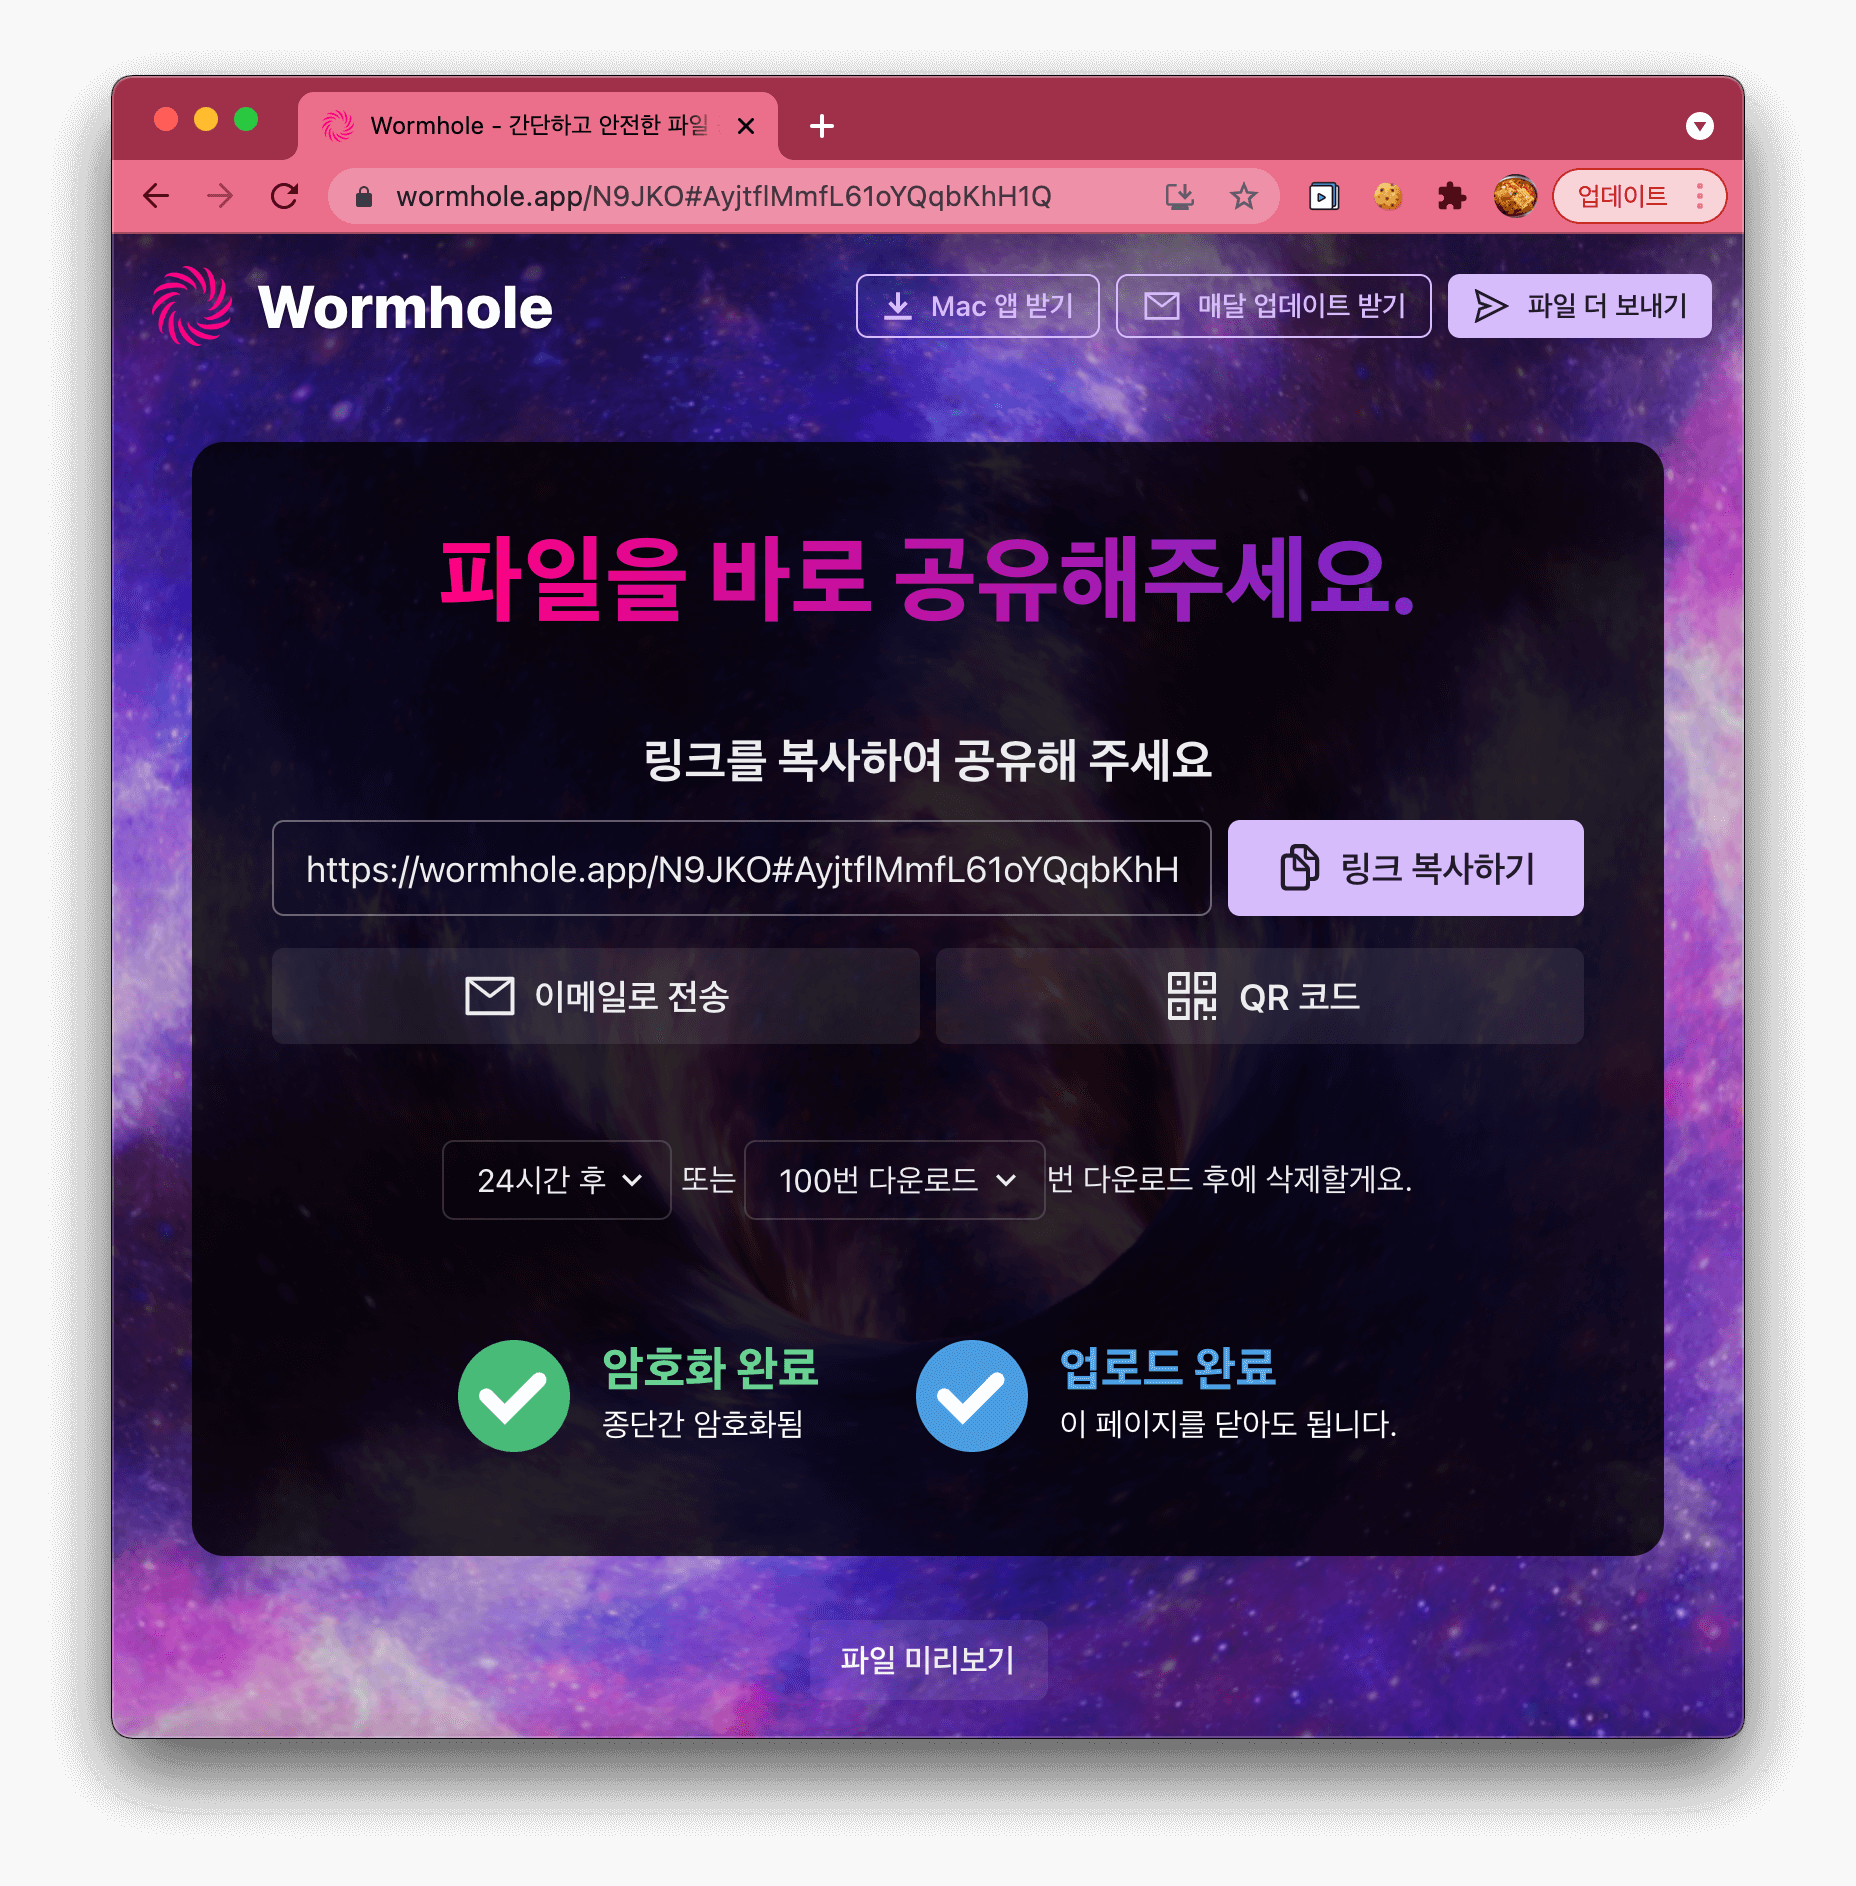 Wormhole - 간단하고 안전한 파일
wormhole.app/N9JKO#AyjtflMmfL61oYQqbKhH1Q
업데이트
Wormhole
Mac 앱 받기
매달 업데이트 받기
파일 더 보내기
파일을 바로 공유해주세요.
링크를 복사하여 공유해 주세요
https://wormhole.app/N9JKO#AyjtflMmfL61oYQqbKhH
링크 복사하기
이메일로 전송
QR 코드
24시간 후 또는 100번 다운로드 번 다운로드 후에 삭제할게요.
암호화 완료
종단간 암호화됨
업로드 완료
이 페이지를 닫아도 됩니다.
파일 미리보기